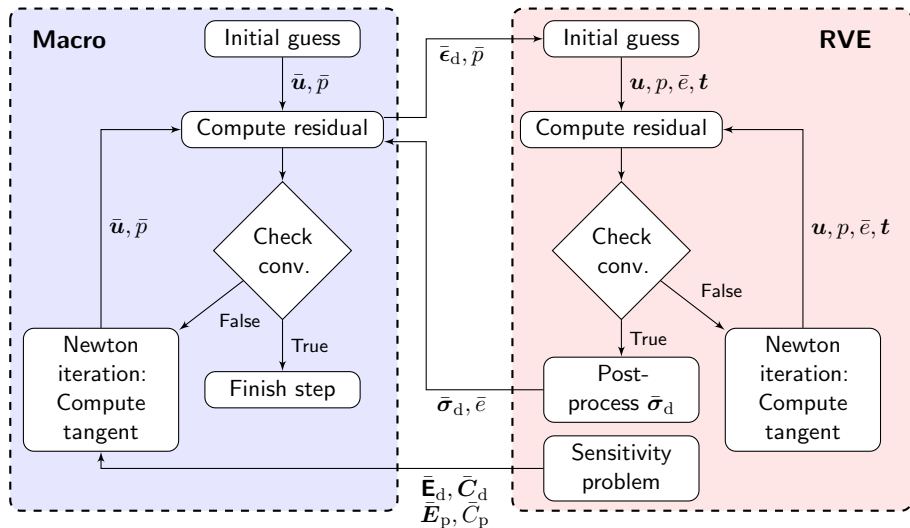 Macro
Initial guess
ū, p̄
Compute residual
Check
conv.
False
True
Newton
iteration:
Compute
tangent
Finish step
ū, p̄
ϵ̄_d, p̄
σ̄_d, ē
Ē_d, C̄_d
Ē_p, C̄_p
RVE
Initial guess
u, p, ē, t
Compute residual
Check
conv.
False
True
Post-
process σ̄_d
Newton
iteration:
Compute
tangent
u, p, ē, t
Sensitivity
problem